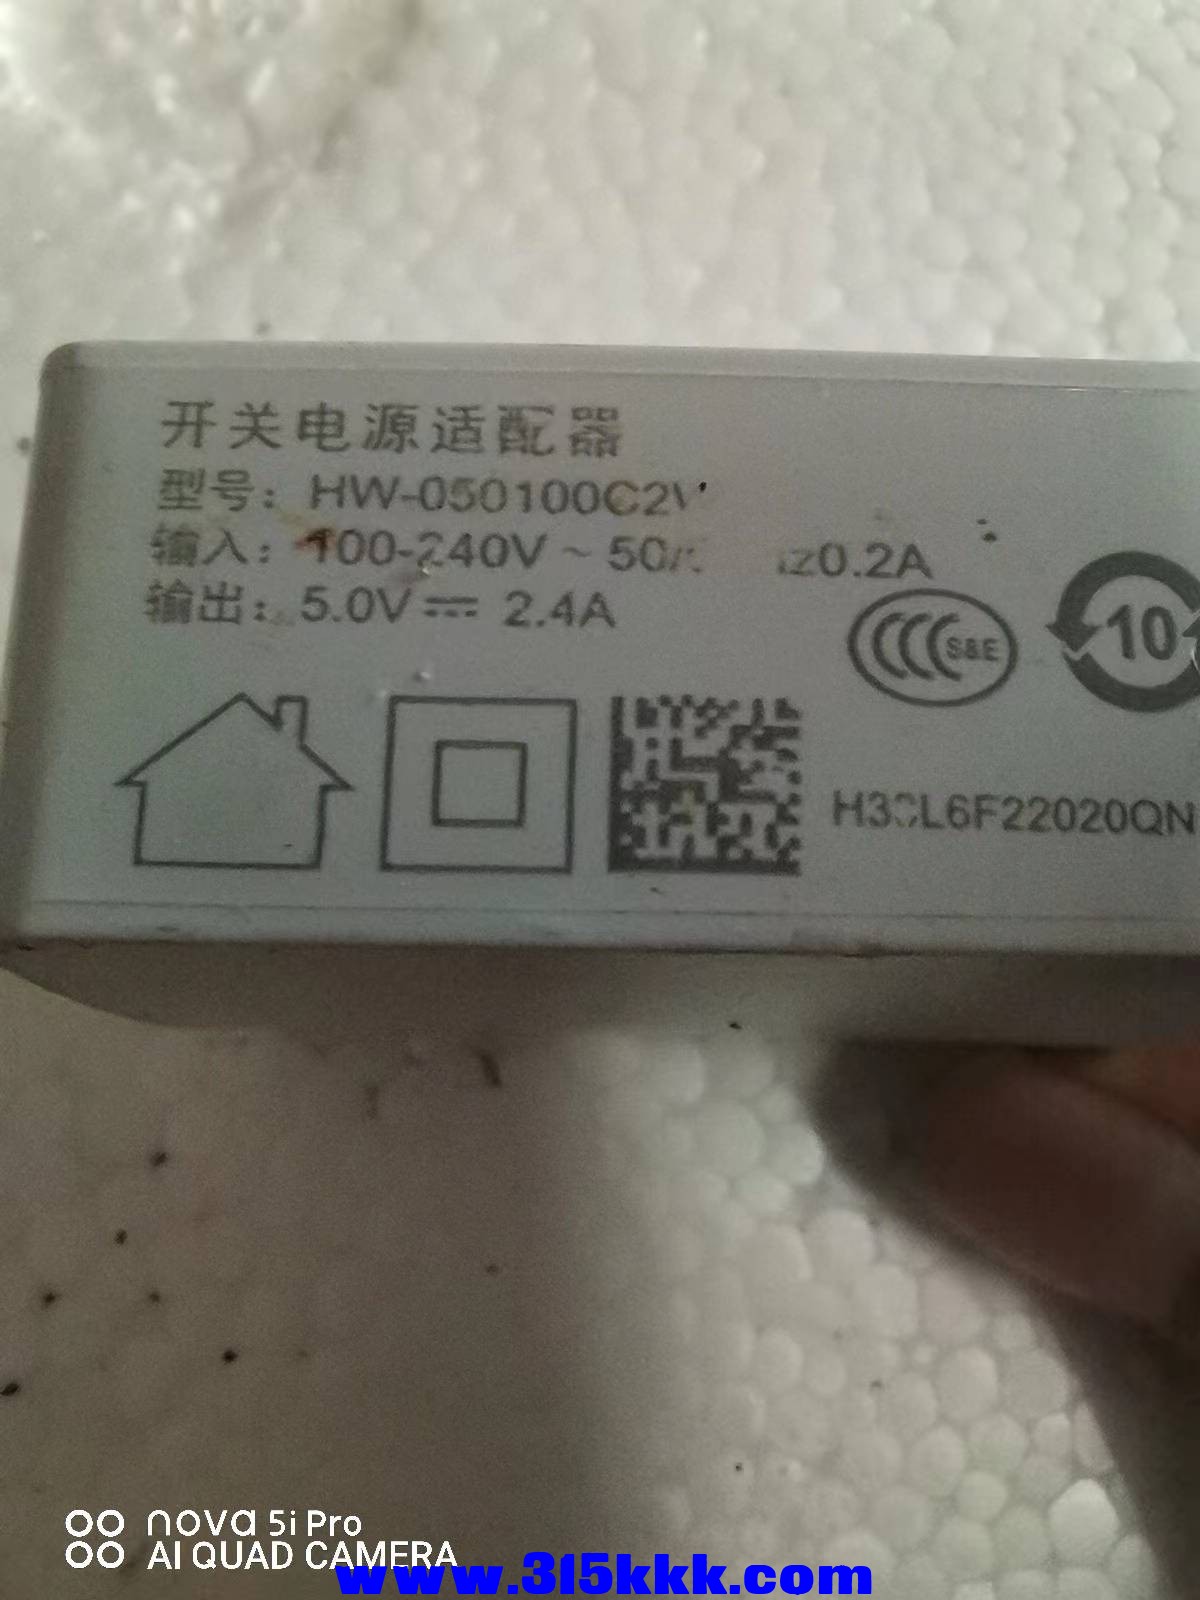 开关电源适配器
型号: HW-050100C2
输入: 100-240V ~ 50/ z0.2A
输出: 5.0V 2.4A
S&E
10
H3 L6F22020QN
nova 5i Pro
AI QUAD CAMERA
www.315kkk.com